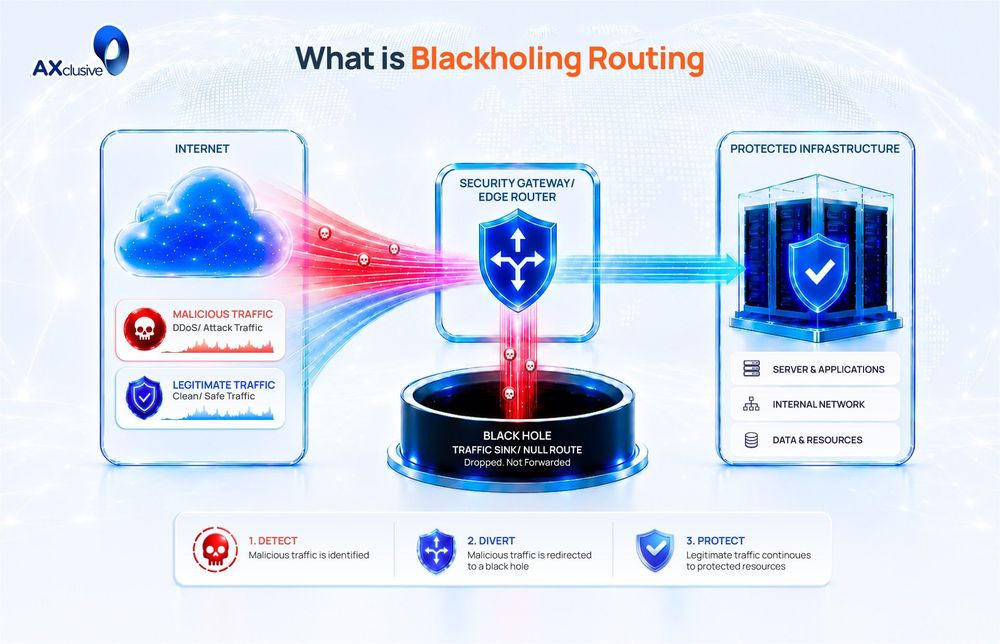 AXclusive
What is Blackholing Routing
INTERNET
MALICIOUS TRAFFIC
DDoS/ Attack Traffic
LEGITIMATE TRAFFIC
Clean/ Safe Traffic
SECURITY GATEWAY/
EDGE ROUTER
BLACK HOLE
TRAFFIC SINK/ NULL ROUTE
Dropped. Not Forwarded
PROTECTED INFRASTRUCTURE
SERVER & APPLICATIONS
INTERNAL NETWORK
DATA & RESOURCES
1. DETECT
Malicious traffic is identified
2. DIVERT
Malicious traffic is redirected
to a black hole
3. PROTECT
Legitimate traffic continoues
to protected resources